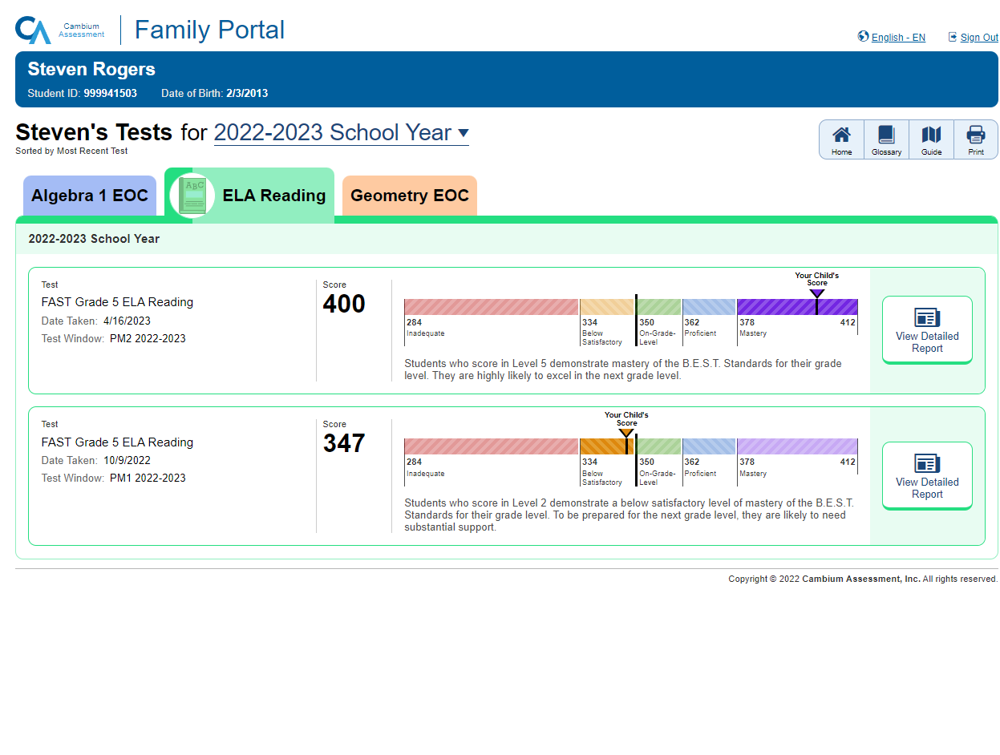 Cambium
Assessment
Family Portal
English - EN
Sign Out
Steven Rogers
Student ID: 999941503 Date of Birth: 2/3/2013
Steven's Tests for 2022-2023 School Year
Sorted by Most Recent Test
Home Glossary Guide Print
Algebra 1 EOC
ABC
ELA Reading
Geometry EOC
2022-2023 School Year
Test
FAST Grade 5 ELA Reading
Date Taken: 4/16/2023
Test Window: PM2 2022-2023
Score
400
Your Child's
Score
284 334 350 362 378 412
Inadequate
Below
Satisfactory
On-Grade-
Level
Proficient
Mastery
Students who score in Level 5 demonstrate mastery of the B.E.S.T. Standards for their grade
level. They are highly likely to excel in the next grade level.
View Detailed
Report
Test
FAST Grade 5 ELA Reading
Date Taken: 10/9/2022
Test Window: PM1 2022-2023
Score
347
Your Child's
Score
284 334 350 362 378 412
Inadequate
Below
Satisfactory
On-Grade-
Level
Proficient
Mastery
Students who score in Level 2 demonstrate a below satisfactory level of mastery of the B.E.S.T.
Standards for their grade level. To be prepared for the next grade level, they are likely to need
substantial support.
View Detailed
Report
Copyright © 2022 Cambium Assessment, Inc. All rights reserved.